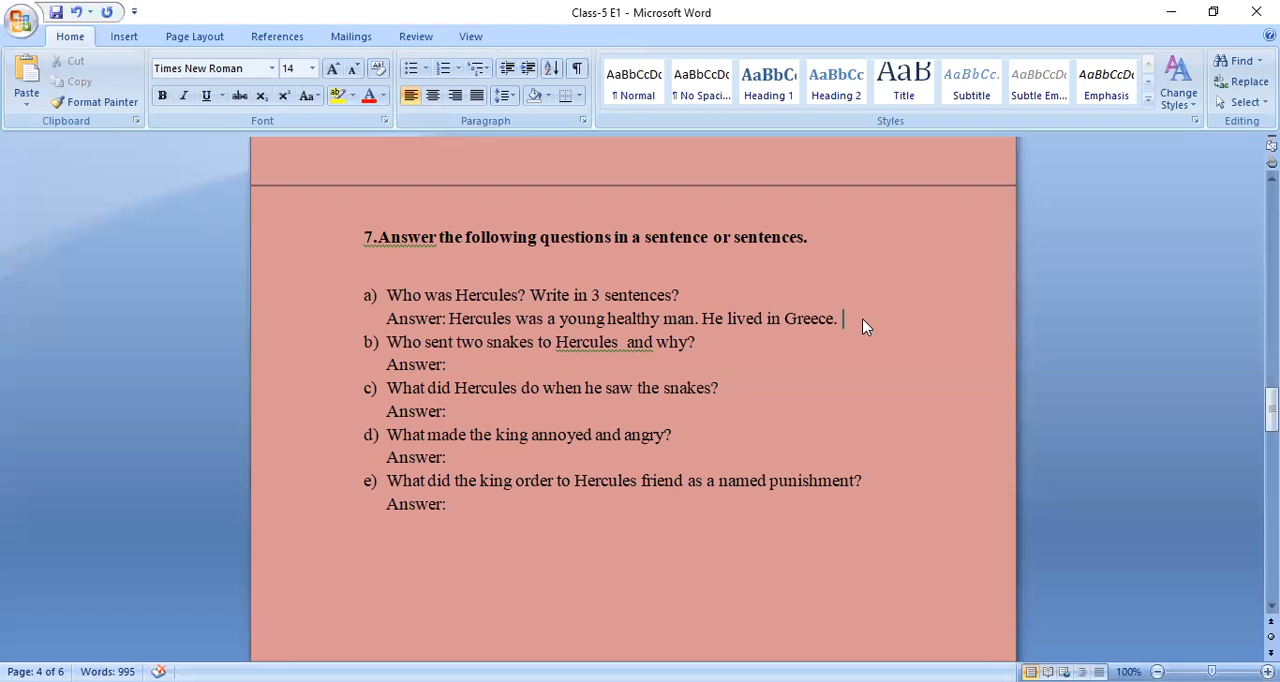 Class-5 E1 - Microsoft Word
Home Insert Page Layout References Mailings Review View
Paste
Cut
Copy
Format Painter
Clipboard
Times New Roman 14
Font
Paragraph
AaBbCcDc AaBbCcDc AaBbC AaBbCc AaB AaBbCc. AaBbCcDc AaBbCcDc
¶ Normal ¶ No Spaci... Heading 1 Heading 2 Title Subtitle Subtle Em... Emphasis
Styles
Change Styles
Find
Replace
Select
Editing
7.Answer the following questions in a sentence or sentences.
a) Who was Hercules? Write in 3 sentences?
Answer: Hercules was a young healthy man. He lived in Greece.
b) Who sent two snakes to Hercules  and why?
Answer:
c) What did Hercules do when he saw the snakes?
Answer:
d) What made the king annoyed and angry?
Answer:
e) What did the king order to Hercules friend as a named punishment?
Answer:
Page: 4 of 6 Words: 995 100%